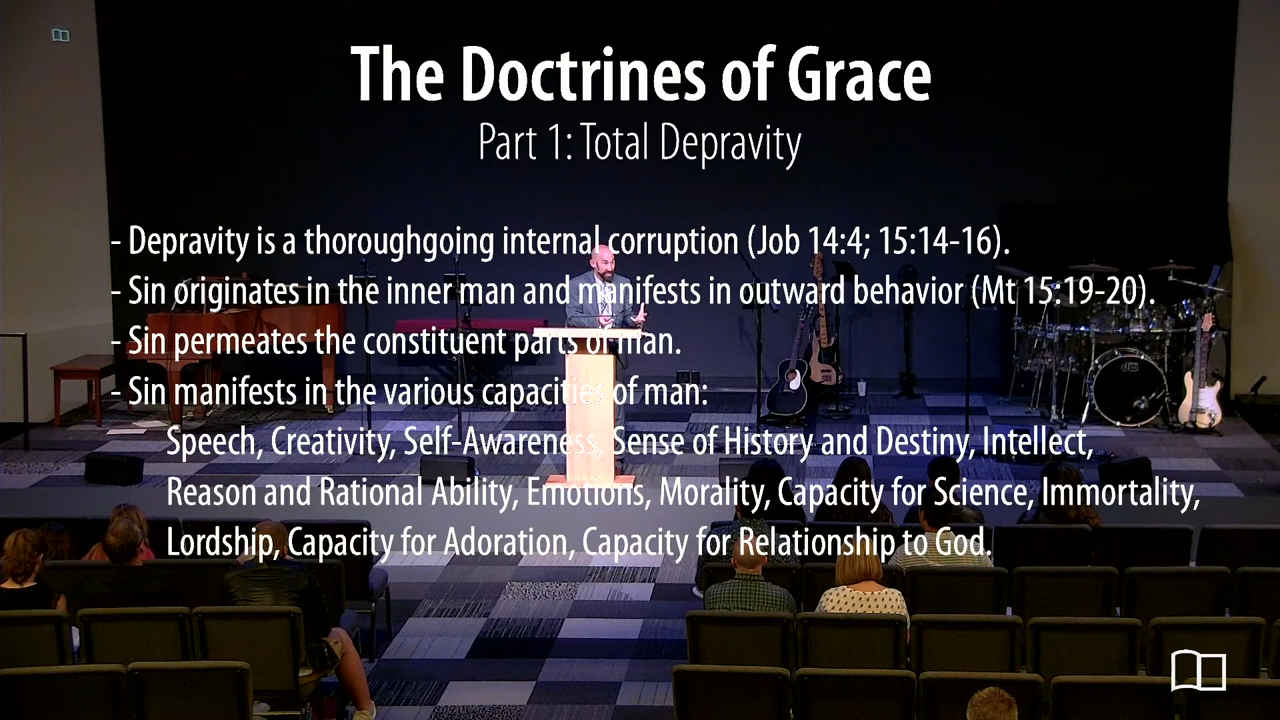 The Doctrines of Grace
Part 1: Total Depravity
- Depravity is a thoroughgoing internal corruption (Job 14:4; 15:14-16).
- Sin originates in the inner man and manifests in outward behavior (Mt 15:19-20).
- Sin permeates the constituent parts of man.
- Sin manifests in the various capacities of man:
Speech, Creativity, Self-Awareness, Sense of History and Destiny, Intellect,
Reason and Rational Ability, Emotions, Morality, Capacity for Science, Immortality,
Lordship, Capacity for Adoration, Capacity for Relationship to God.